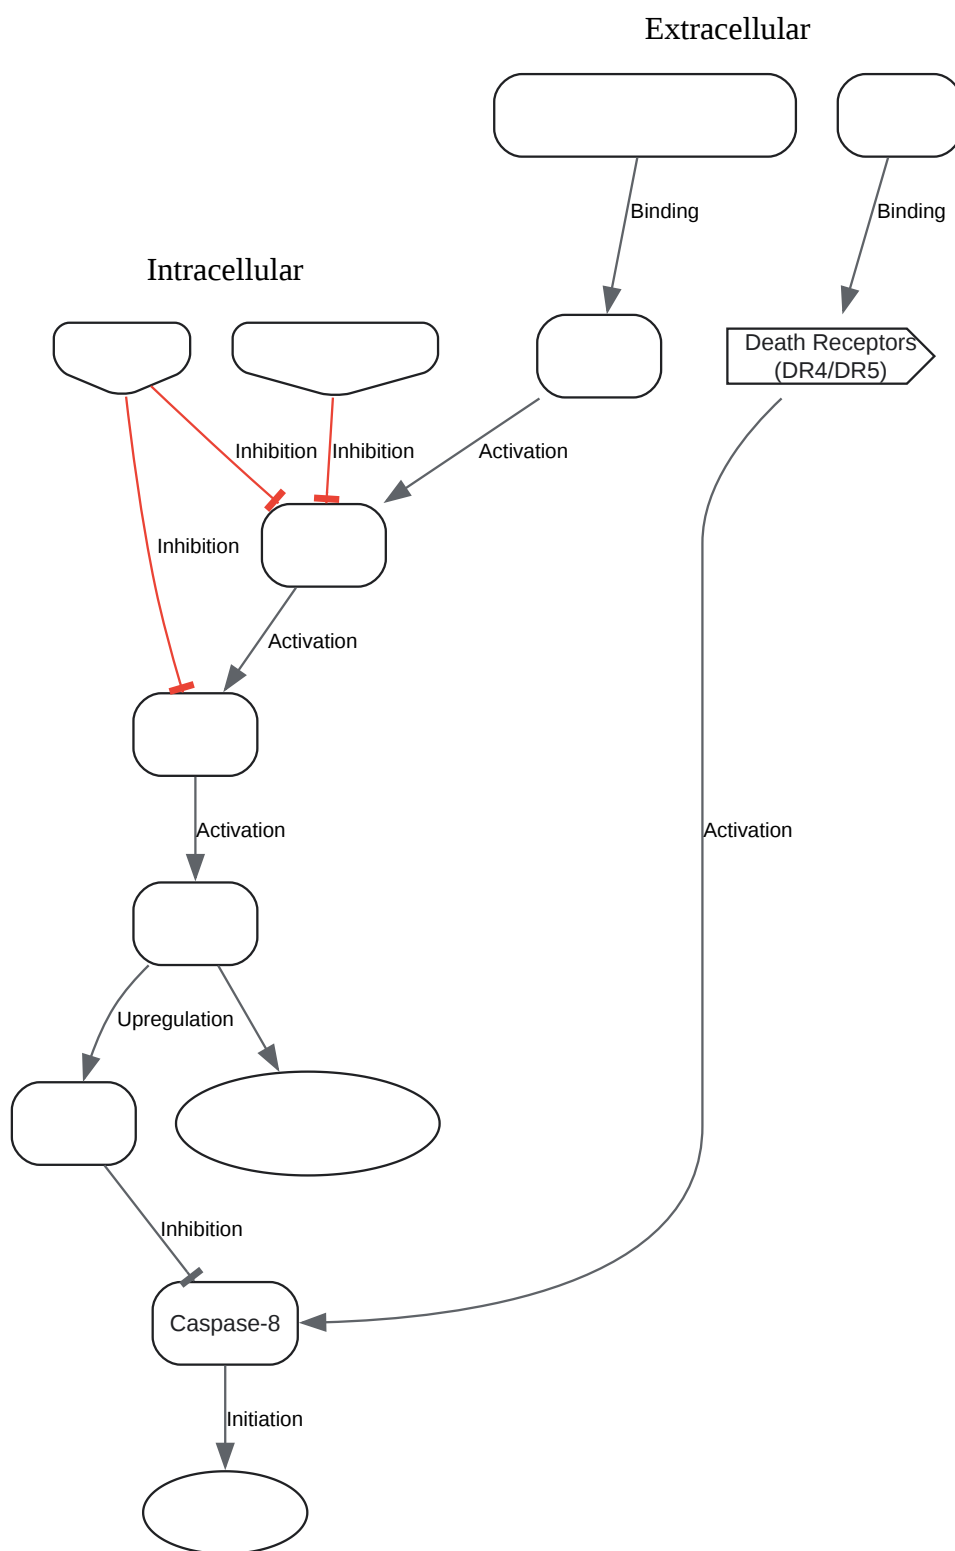 Extracellular
Binding
Binding
Intracellular
Death Receptors
(DR4/DR5)
Inhibition
Inhibition
Activation
Inhibition
Activation
Activation
Activation
Upregulation
Inhibition
Caspase-8
Initiation